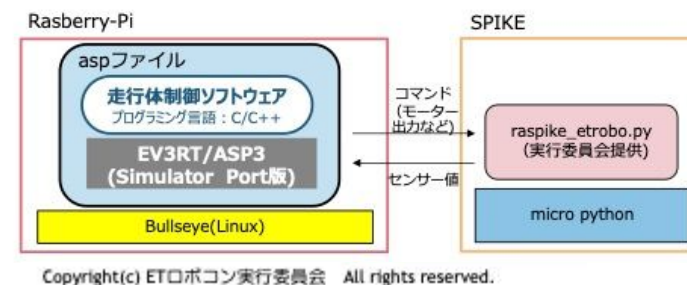 Rasberry-Pi
aspファイル
走行体制御ソフトウェア
プログラミング言語:C/C++
EV3RT/ASP3
(Simulator Port版)
Bullseye(Linux)
コマンド
(モーター
出力など)
センサー値
SPIKE
raspike_etrobo.py
(実行委員会提供)
micro python
Copyright(c) ETロボコン実行委員会 All rights reserved.